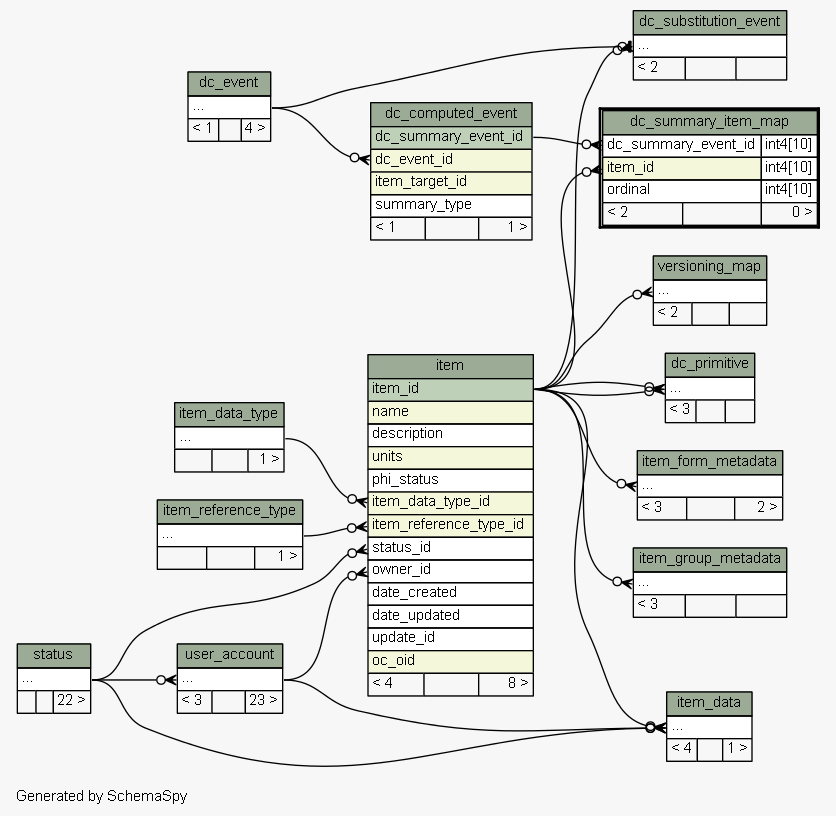 dc_substitution_event
...
< 2
dc_event
...
< 1 4 >
dc_computed_event
dc_summary_event_id
dc_event_id
item_target_id
summary_type
< 1 1 >
dc_summary_item_map
dc_summary_event_id int4[10]
item_id int4[10]
ordinal int4[10]
< 2 0 >
versioning_map
...
< 2
item
item_id
name
description
units
phi_status
item_data_type_id
item_reference_type_id
status_id
owner_id
date_created
date_updated
update_id
oc_oid
< 4 8 >
dc_primitive
...
< 3
item_data_type
...
1 >
item_form_metadata
...
< 3 2 >
item_reference_type
...
1 >
item_group_metadata
...
< 3
status
...
22 >
user_account
...
< 3 23 >
item_data
...
< 4 1 >
Generated by SchemaSpy